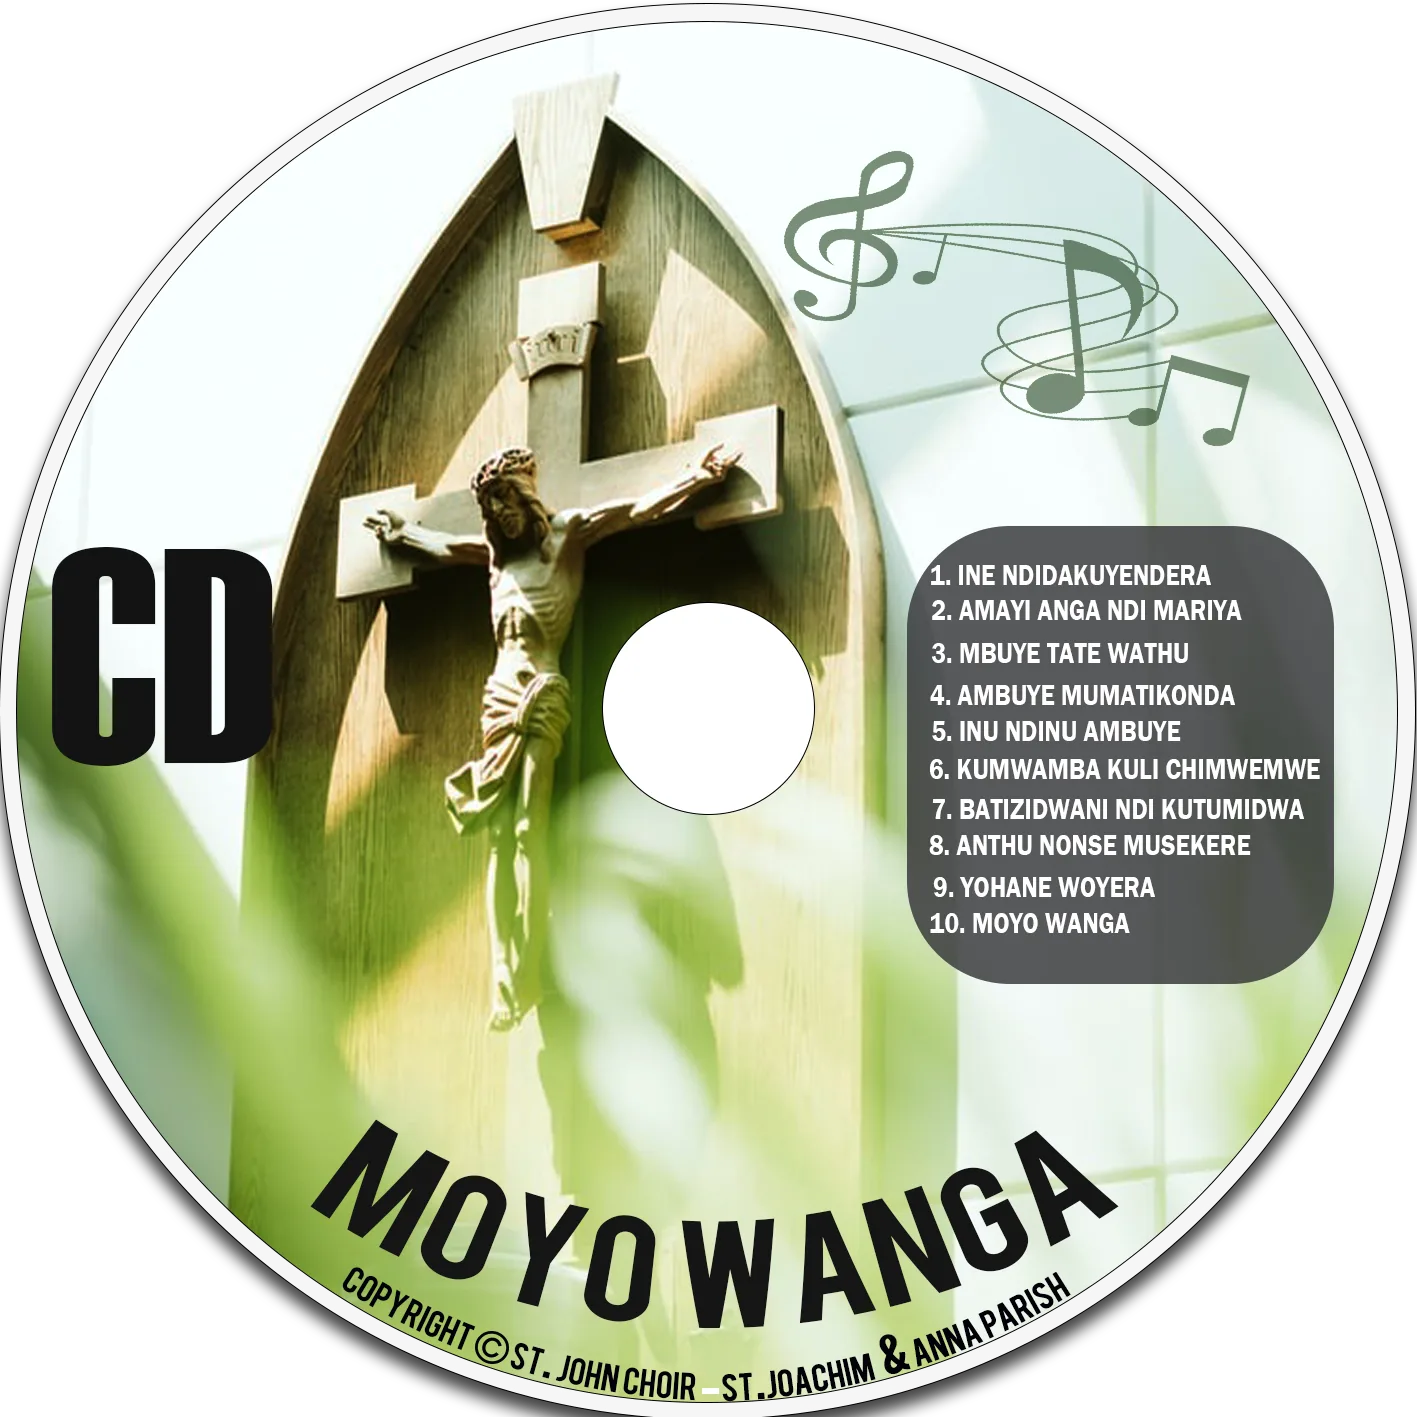 CD
1. INE NDIDAKUYENDERA
2. AMAYI ANGA NDI MARIYA
3. MBUYE TATE WATHU
4. AMBUYE MUMATIKONDA
5. INU NDINU AMBUYE
6. KUMWAMBA KULI CHIMWEMWE
7. BATIZIDWANI NDI KUTUMIDWA
8. ANTHU NONSE MUSEKERE
9. YOHANE WOYERA
10. MOYO WANGA
MOYO WANGA
COPYRIGHT © ST. JOHN CHOIR - ST. JOACHIM & ANNA PARISH